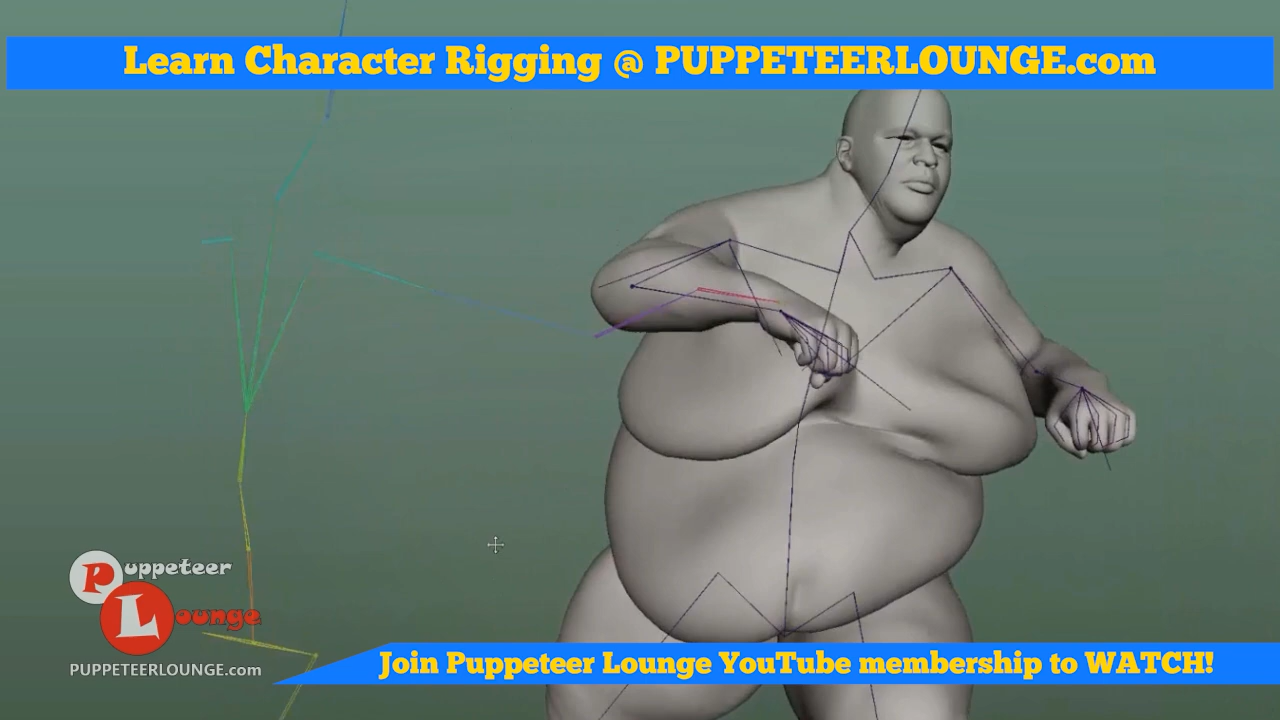 Learn Character Rigging @ PUPPETEERLOUNGE.com
Puppeteer
Lounge
PUPPETEERLOUNGE.com
Join Puppeteer Lounge YouTube membership to WATCH!